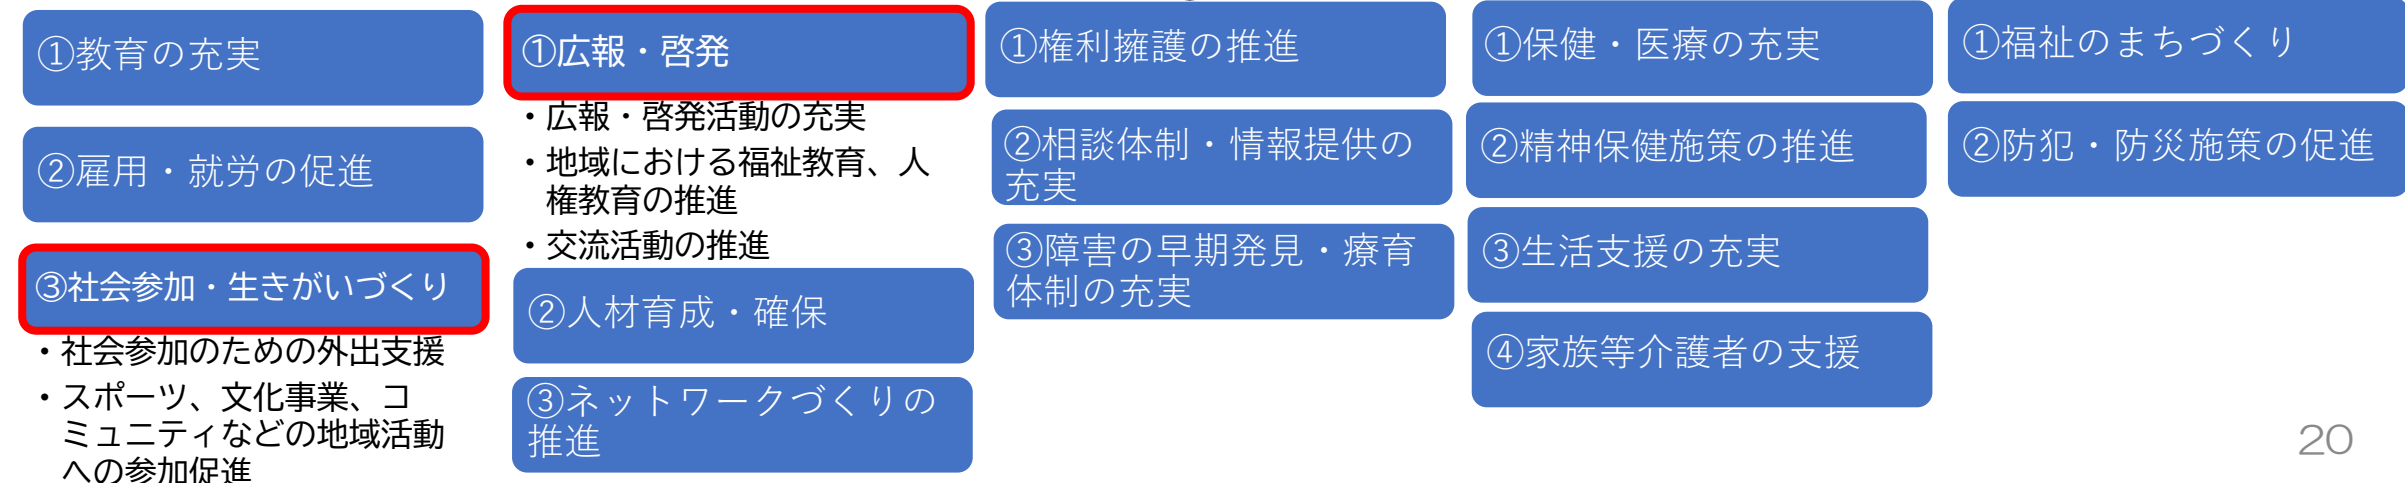 ①教育の充実
②雇用・就労の促進
③社会参加・生きがいづくり
・社会参加のための外出支援
・スポーツ、文化事業、コ
ミュニティなどの地域活動
への参加促進
①広報・啓発
・広報・啓発活動の充実
・地域における福祉教育、人
権教育の推進
・交流活動の推進
②人材育成・確保
③ネットワークづくりの
推進
①権利擁護の推進
②相談体制・情報提供の
充実
③障害の早期発見・療育
体制の充実
①保健・医療の充実
②精神保健施策の推進
③生活支援の充実
④家族等介護者の支援
①福祉のまちづくり
②防犯・防災施策の促進
20